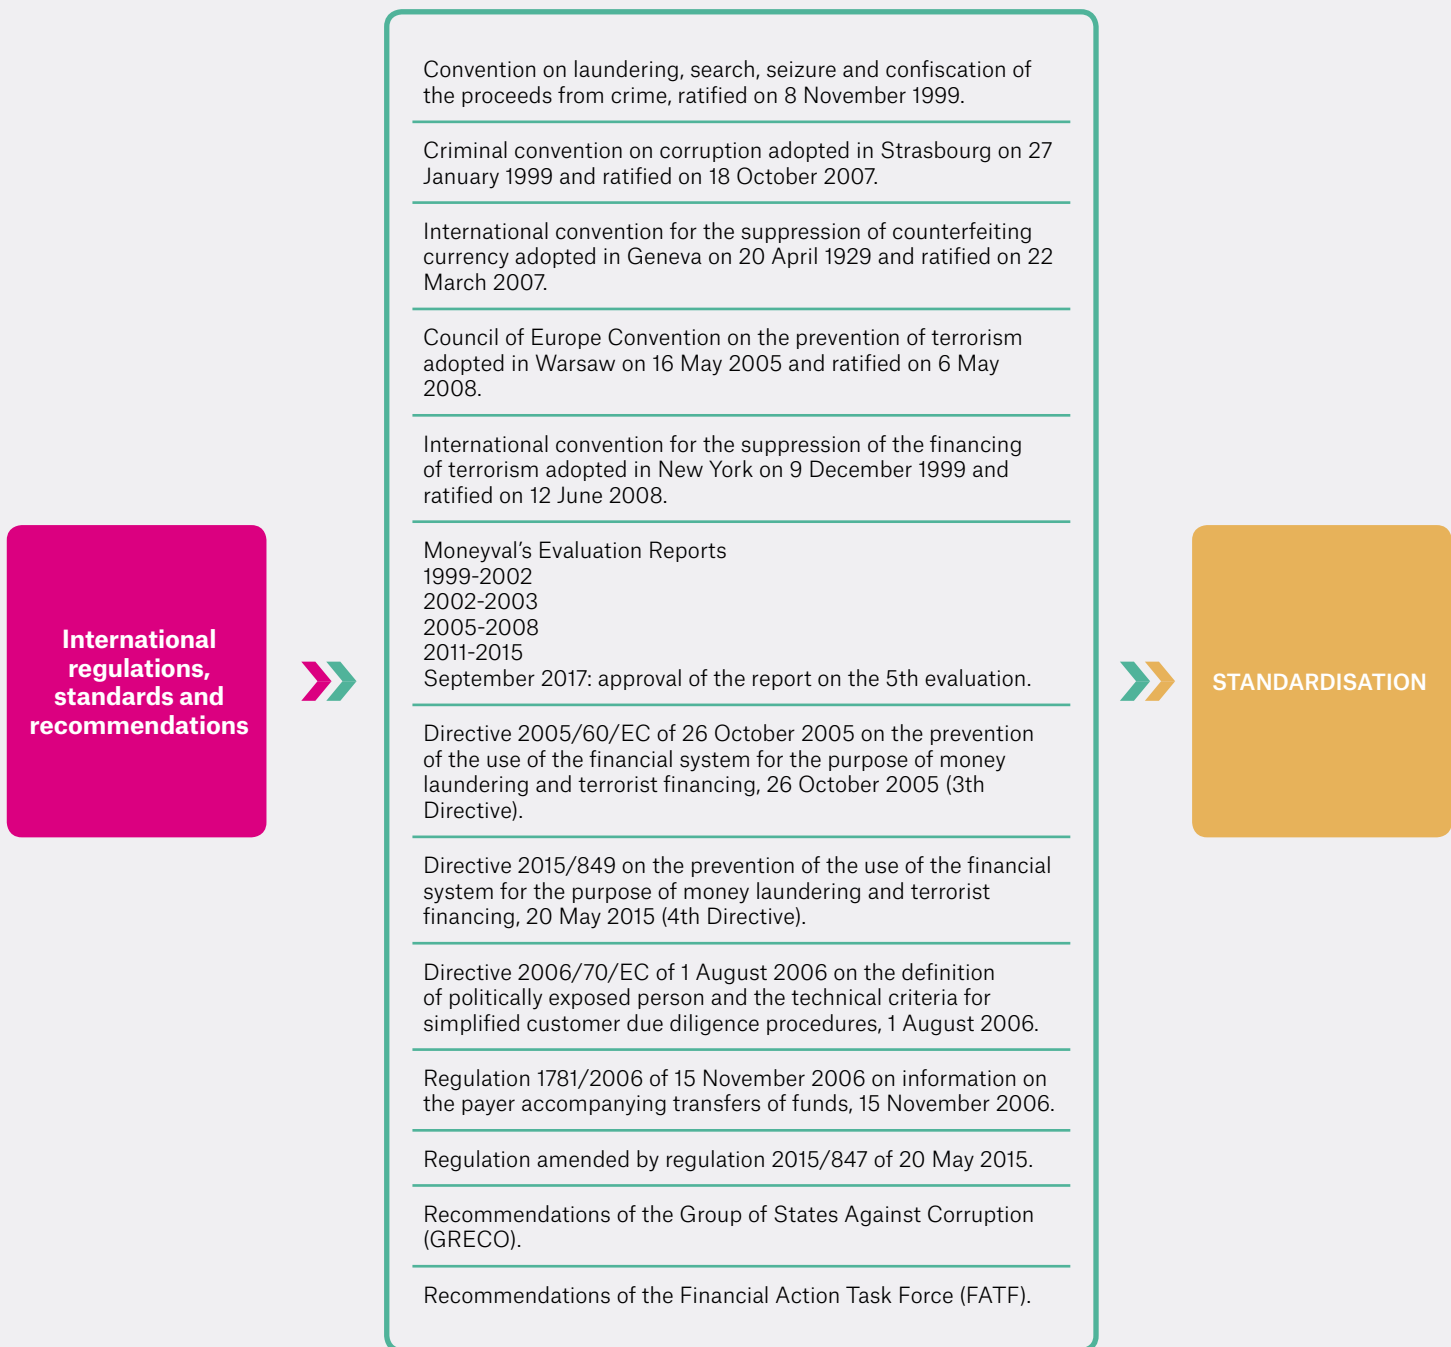 International
regulations,
standards and
recommendations
Convention on laundering, search, seizure and confiscation of
the proceeds from crime, ratified on 8 November 1999.
Criminal convention on corruption adopted in Strasbourg on 27
January 1999 and ratified on 18 October 2007.
International convention for the suppression of counterfeiting
currency adopted in Geneva on 20 April 1929 and ratified on 22
March 2007.
Council of Europe Convention on the prevention of terrorism
adopted in Warsaw on 16 May 2005 and ratified on 6 May
2008.
International convention for the suppression of the financing
of terrorism adopted in New York on 9 December 1999 and
ratified on 12 June 2008.
Moneyval's Evaluation Reports
1999-2002
2002-2003
2005-2008
2011-2015
September 2017: approval of the report on the 5th evaluation.
Directive 2005/60/EC of 26 October 2005 on the prevention
of the use of the financial system for the purpose of money
laundering and terrorist financing, 26 October 2005 (3th
Directive).
Directive 2015/849 on the prevention of the use of the financial
system for the purpose of money laundering and terrorist
financing, 20 May 2015 (4th Directive).
Directive 2006/70/EC of 1 August 2006 on the definition
of politically exposed person and the technical criteria for
simplified customer due diligence procedures, 1 August 2006.
Regulation 1781/2006 of 15 November 2006 on information on
the payer accompanying transfers of funds, 15 November 2006.
Regulation amended by regulation 2015/847 of 20 May 2015.
Recommendations of the Group of States Against Corruption
(GRECO).
Recommendations of the Financial Action Task Force (FATF).
STANDARDISATION